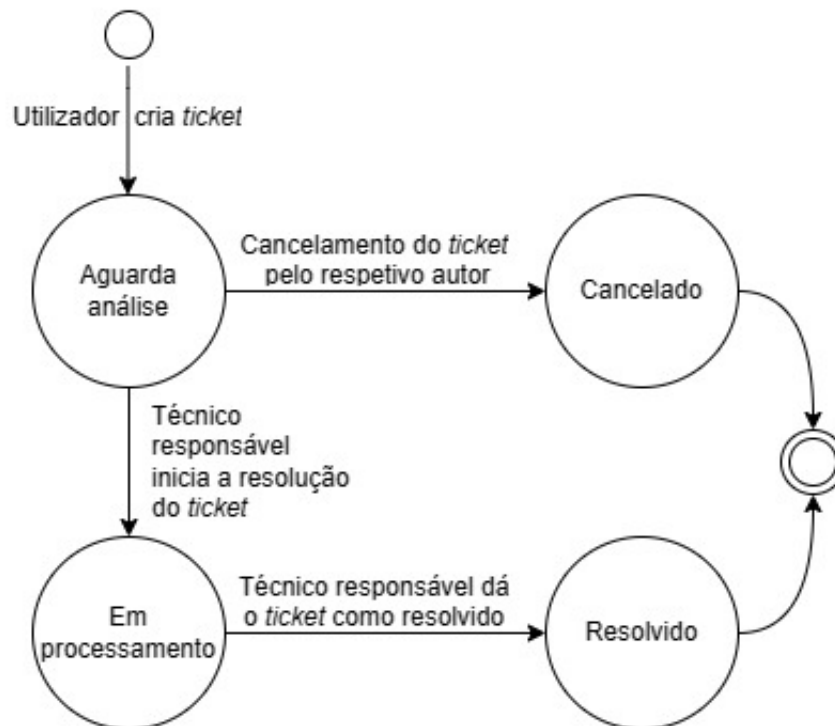 Utilizador cria ticket
Aguarda
análise
Cancelamento do ticket
pelo respetivo autor
Cancelado
Técnico
responsável
inicia a resolução
do ticket
Em
processamento
Técnico responsável dá
o ticket como resolvido
Resolvido